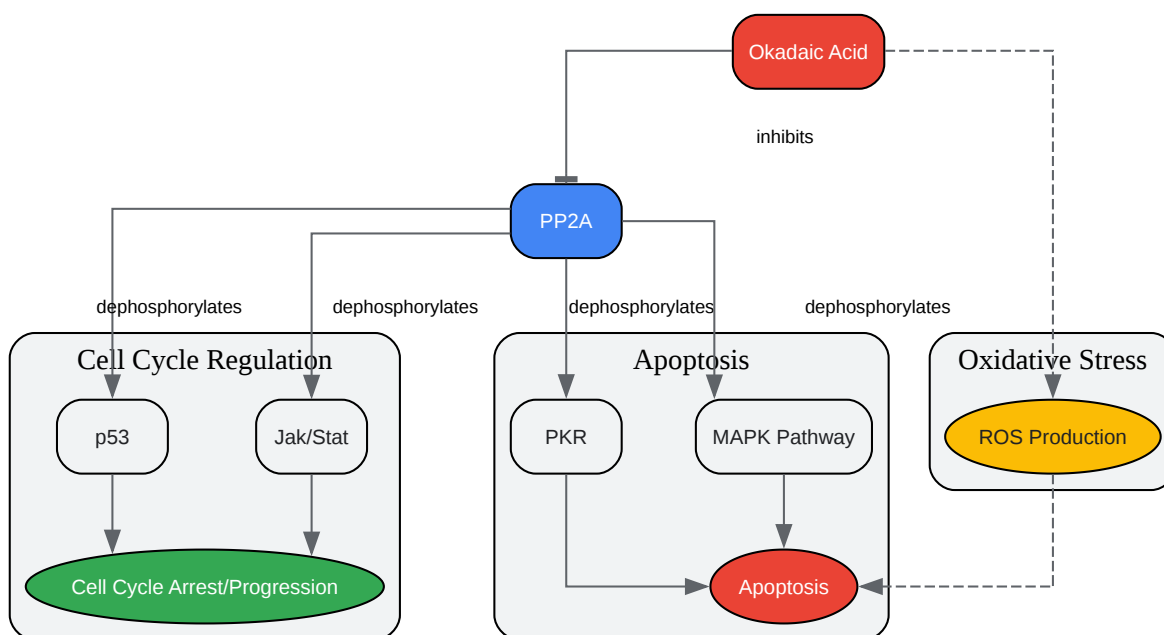 Okadaic Acid
inhibits
PP2A
dephosphorylates
dephosphorylates
dephosphorylates
dephosphorylates
Cell Cycle Regulation
Apoptosis
Oxidative Stress
p53
Jak/Stat
PKR
MAPK Pathway
ROS Production
Cell Cycle Arrest/Progression
Apoptosis